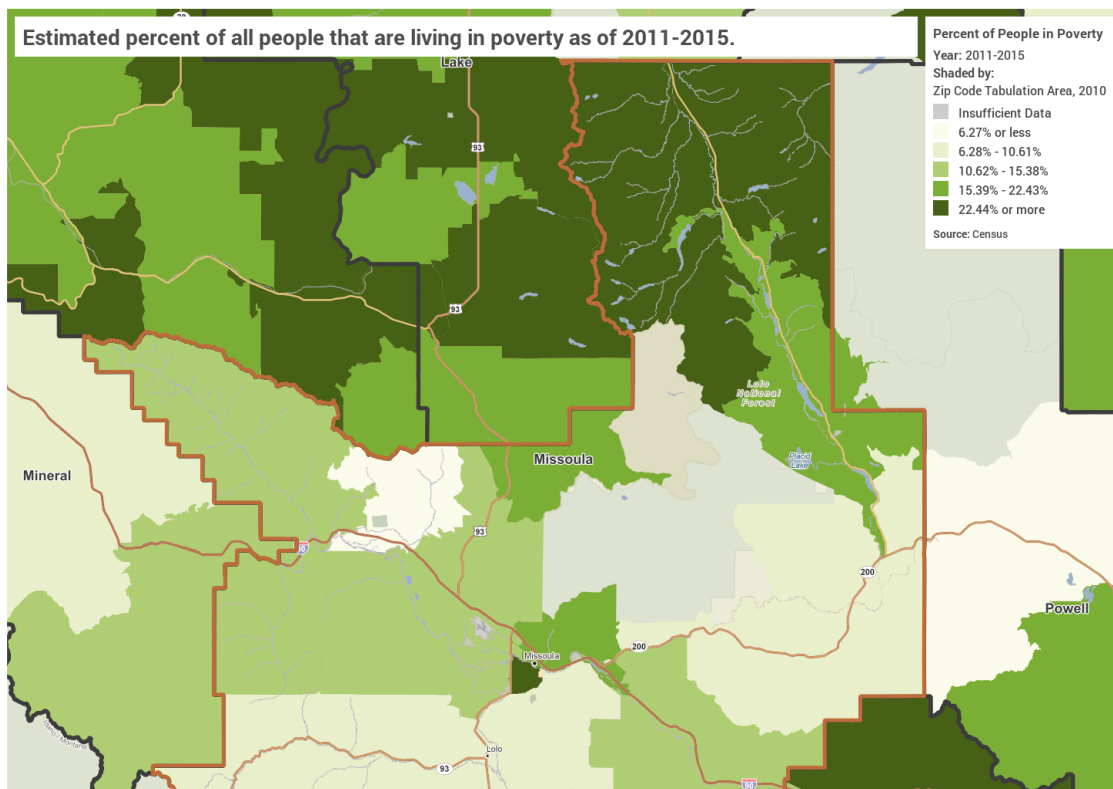 Estimated percent of all people that are living in poverty as of 2011-2015.
Percent of People in Poverty
Year: 2011-2015
Shaded by:
Zip Code Tabulation Area, 2010
Insufficient Data
6.27% or less
6.28% - 10.61%
10.62% - 15.38%
15.39% - 22.43%
22.44% or more
Source: Census
Lake
93
93
Lolo
National
Forest
Missoula
Placid
Lake
Mineral
93
200
Powell
200
Missoula
Idaho / Montana
Lolo
93
90